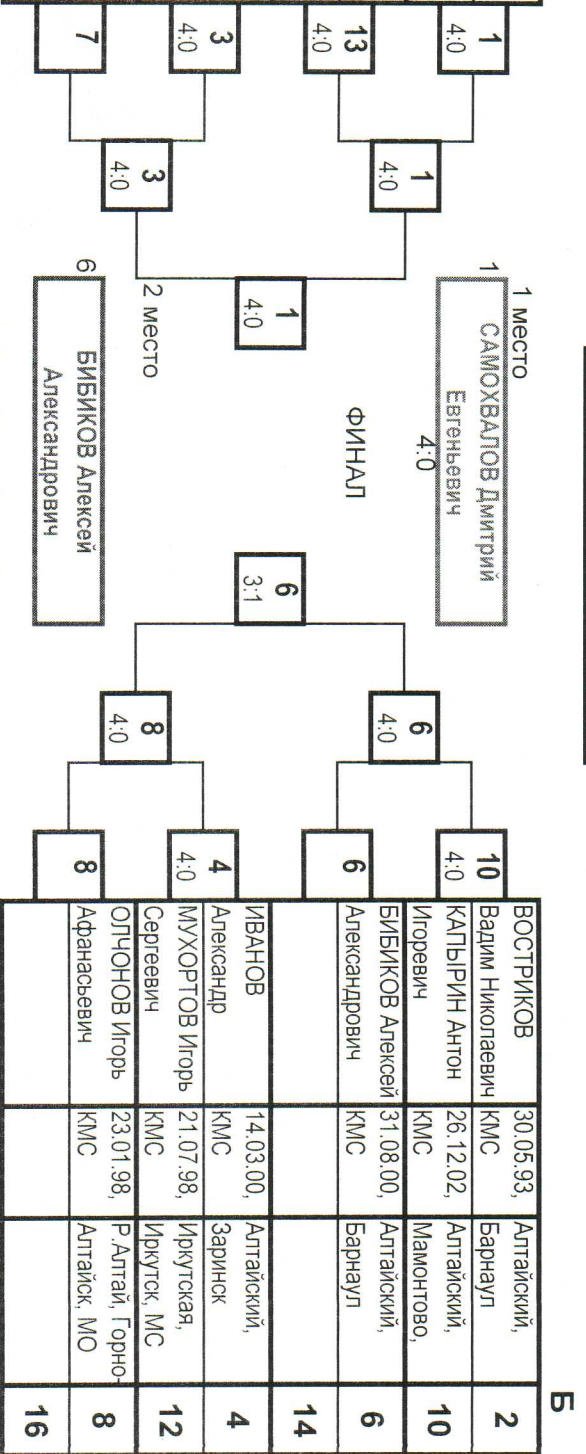 1
4:0
13
4:0
3
4:0
7
1
4:0
3
4:0
1 место
1
САМОХВАЛОВ Дмитрий
Евгеньевич
4:0
ФИНАЛ
1
4:0
6
3:1
2 место
6
БИБИКОВ Алексей
Александрович
6
4:0
8
4:0
10
4:0
6
4
4:0
8
Б
ВОСТРИКОВ
Вадим Николаевич
30.05.93,
КМС
Алтайский,
Барнаул
2
КАПЫРИН Антон
Игоревич
26.12.02,
КМС
Алтайский,
Мамонтово,
10
БИБИКОВ Алексей
Александрович
31.08.00,
КМС
Алтайский,
Барнаул
6
14
ИВАНОВ
Александр
14.03.00,
КМС
Алтайский,
Заринск
4
МУХОРТОВ Игорь
Сергеевич
21.07.98,
КМС
Иркутская,
Иркутск, МС
12
ОЛЧОНОВ Игорь
Афанасьевич
23.01.98,
КМС
Р.Алтай, Горно-
Алтайск, МО
8
16